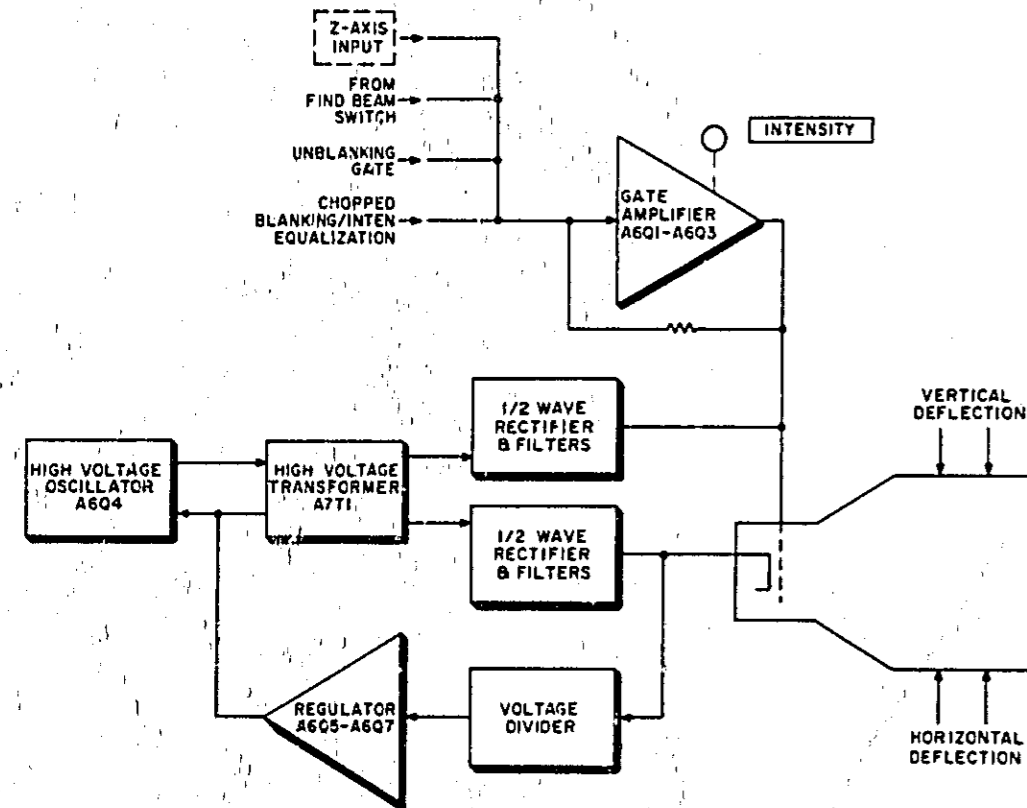 Z-AXIS
INPUT
FROM
FIND BEAM
SWITCH
UNBLANKING
GATE
CHOPPED
BLANKING/INTEN
EQUALIZATION
INTENSITY
GATE
AMPLIFIER
A6Q1-A6Q3
1/2 WAVE
RECTIFIER
& FILTERS
VERTICAL
DEFLECTION
HIGH VOLTAGE
OSCILLATOR
A6Q4
HIGH VOLTAGE
TRANSFORMER
A7T1
1/2 WAVE
RECTIFIER
& FILTERS
REGULATOR
A6Q5-A6Q7
VOLTAGE
DIVIDER
HORIZONTAL
DEFLECTION